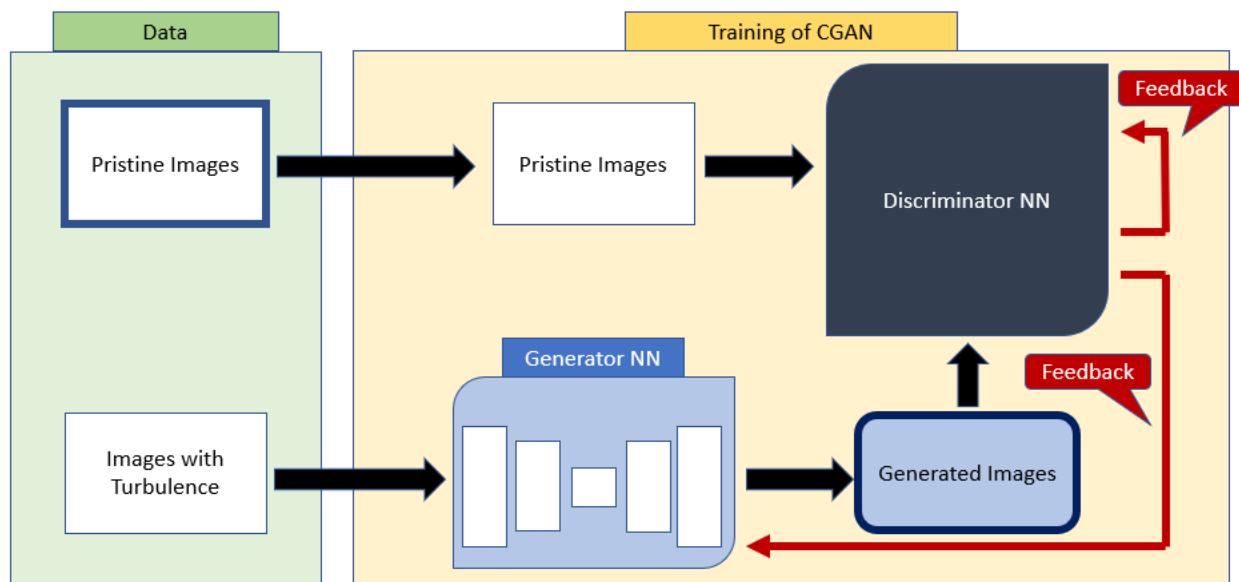 Data
Training of CGAN
Pristine Images
Pristine Images
Discriminator NN
Feedback
Generator NN
Feedback
Images with
Turbulence
Generated Images